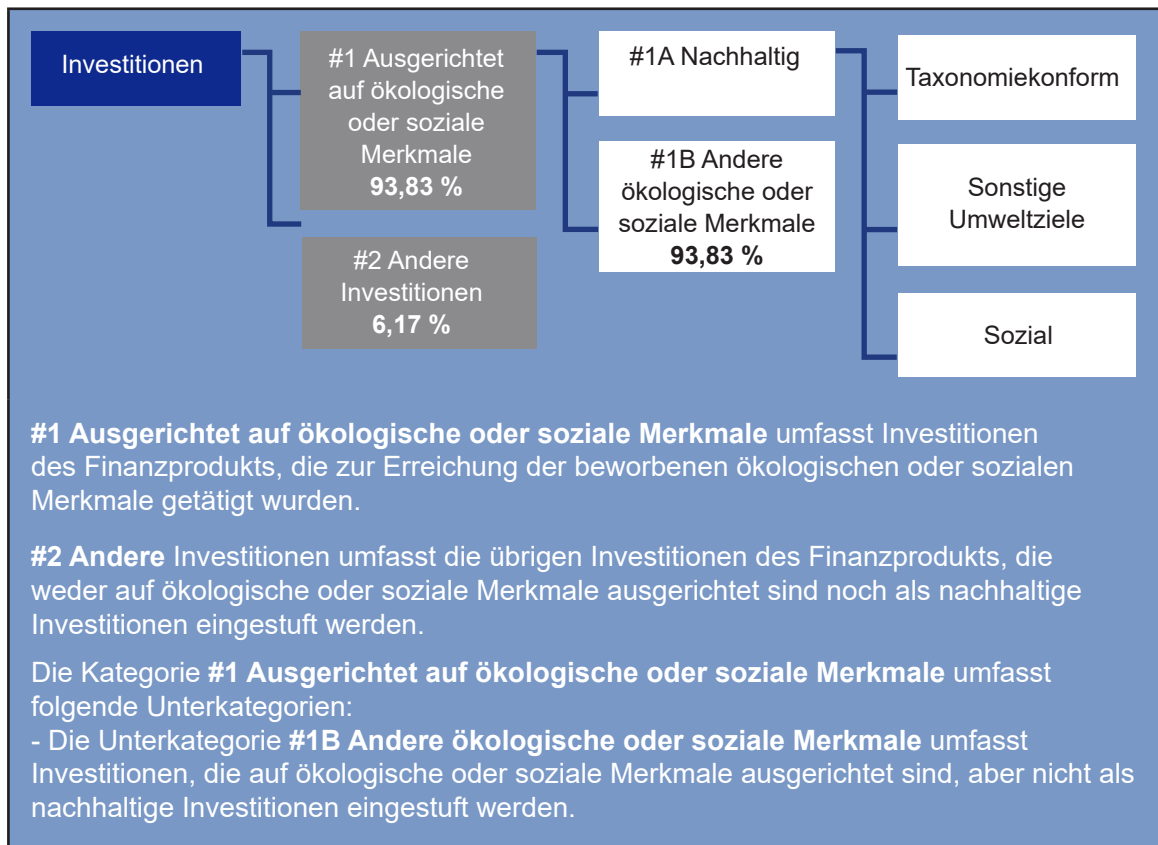 Investitionen
#1 Ausgerichtet
auf ökologische
oder soziale
Merkmale
93,83 %
#2 Andere
Investitionen
6,17 %
#1A Nachhaltig
#1B Andere
ökologische oder
soziale Merkmale
93,83 %
Taxonomiekonform
Sonstige
Umweltziele
Sozial
#1 Ausgerichtet auf ökologische oder soziale Merkmale umfasst Investitionen
des Finanzprodukts, die zur Erreichung der beworbenen ökologischen oder sozialen
Merkmale getätigt wurden.
#2 Andere Investitionen umfasst die übrigen Investitionen des Finanzprodukts, die
weder auf ökologische oder soziale Merkmale ausgerichtet sind noch als nachhaltige
Investitionen eingestuft werden.
Die Kategorie #1 Ausgerichtet auf ökologische oder soziale Merkmale umfasst
folgende Unterkategorien:
- Die Unterkategorie #1B Andere ökologische oder soziale Merkmale umfasst
Investitionen, die auf ökologische oder soziale Merkmale ausgerichtet sind, aber nicht als
nachhaltige Investitionen eingestuft werden.